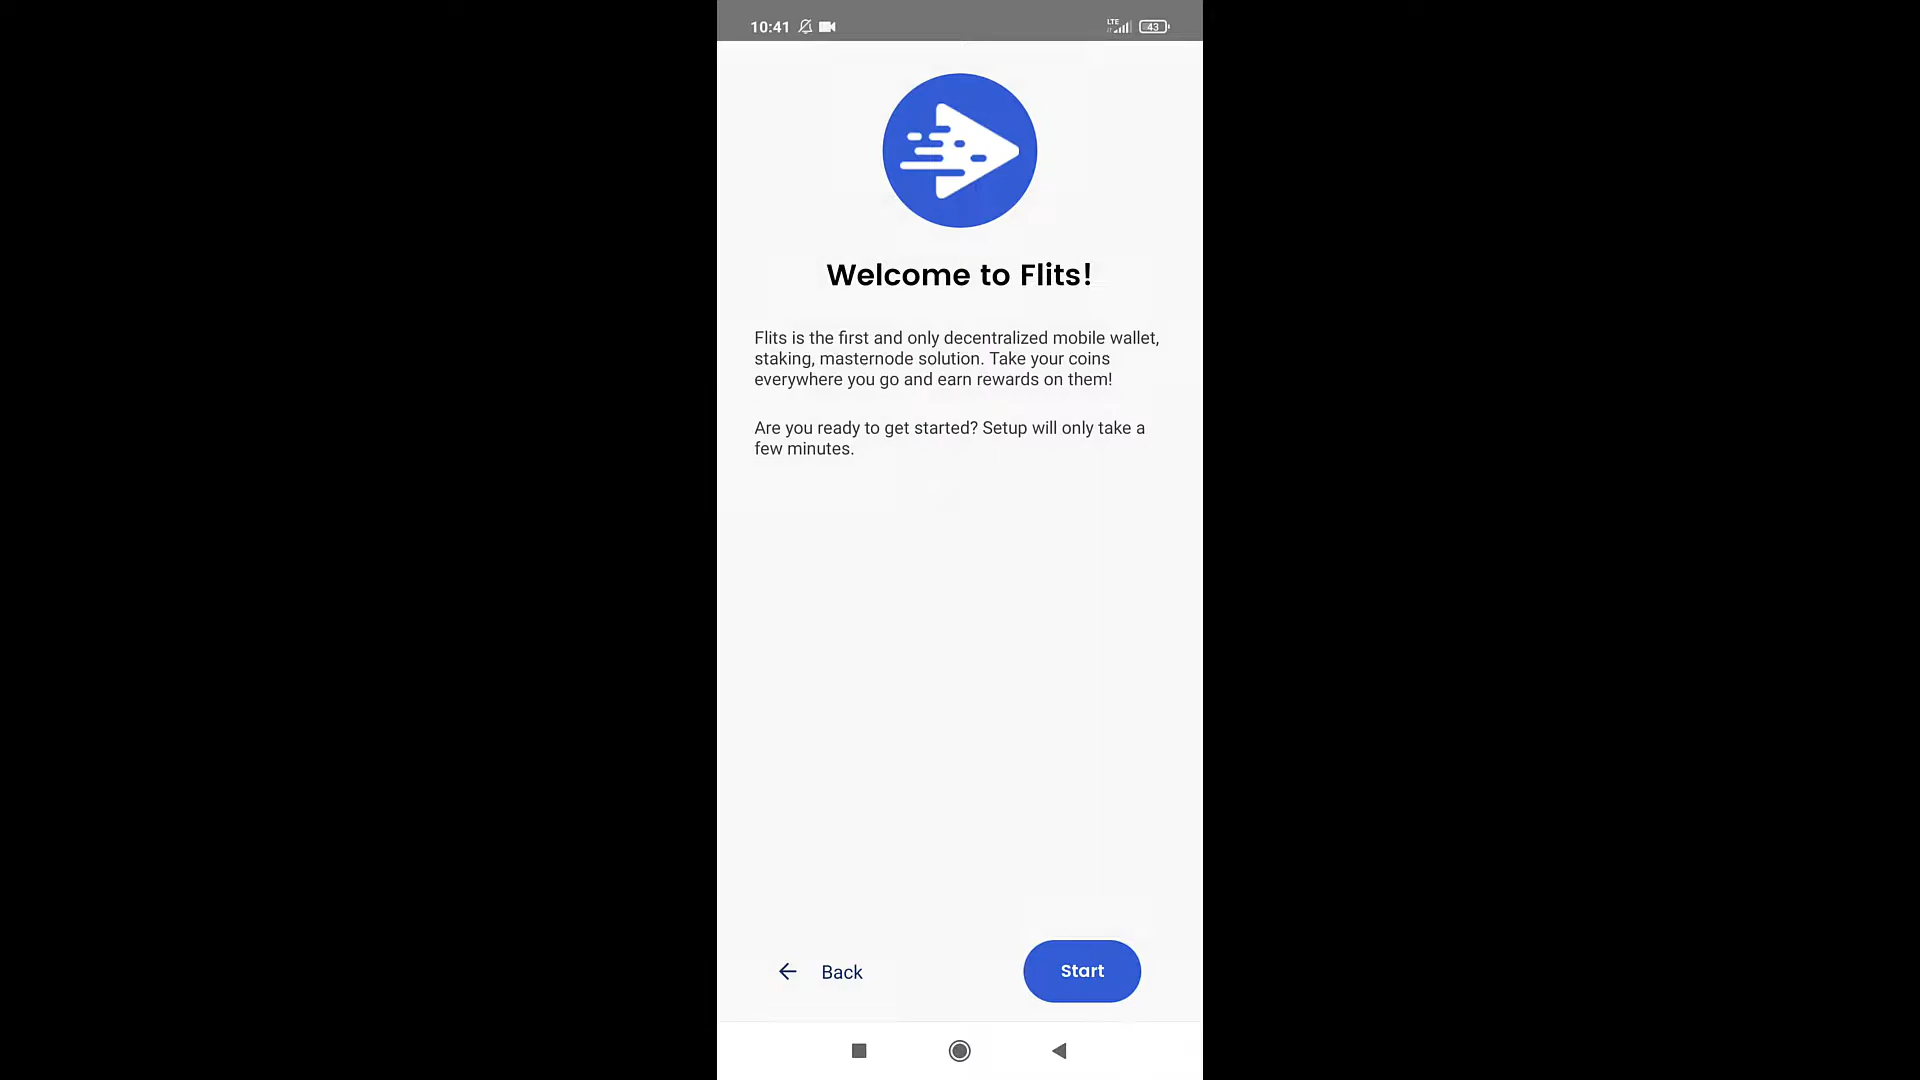 10:41
LTE
43
Welcome to Flits!
Flits is the first and only decentralized mobile wallet,
staking, masternode solution. Take your coins
everywhere you go and earn rewards on them!
Are you ready to get started? Setup will only take a
few minutes.
Back
Start